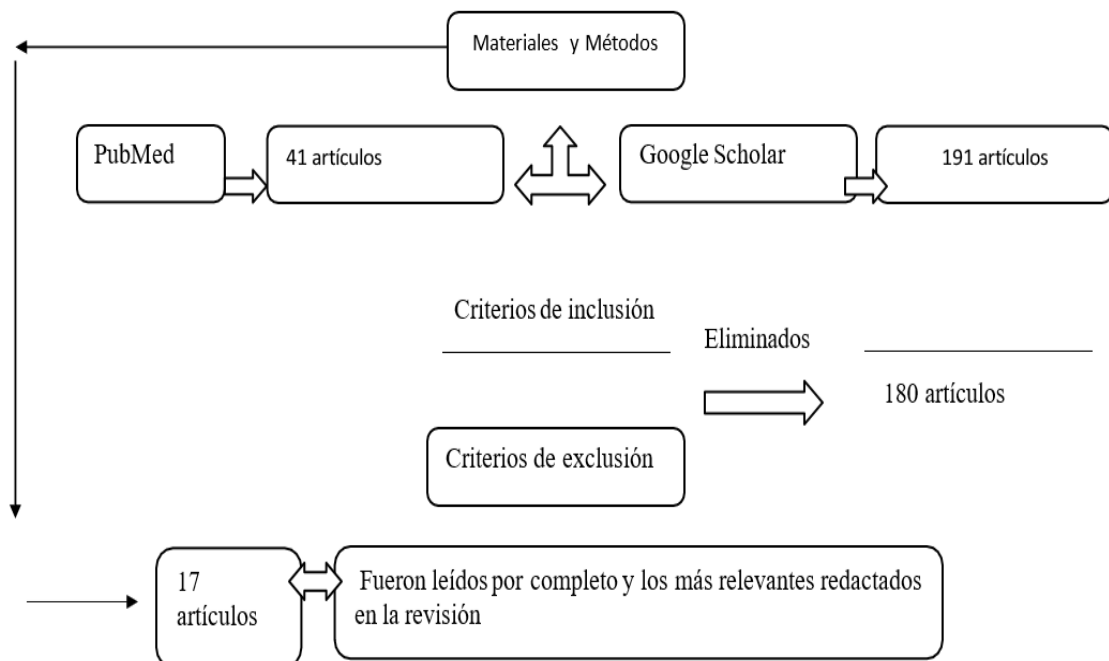 Materiales y Métodos
PubMed
41 artículos
Google Scholar
191 artículos
Criterios de inclusión
Eliminados
180 artículos
Criterios de exclusión
17
artículos
Fueron leídos por completo y los más relevantes redactados
en la revisión